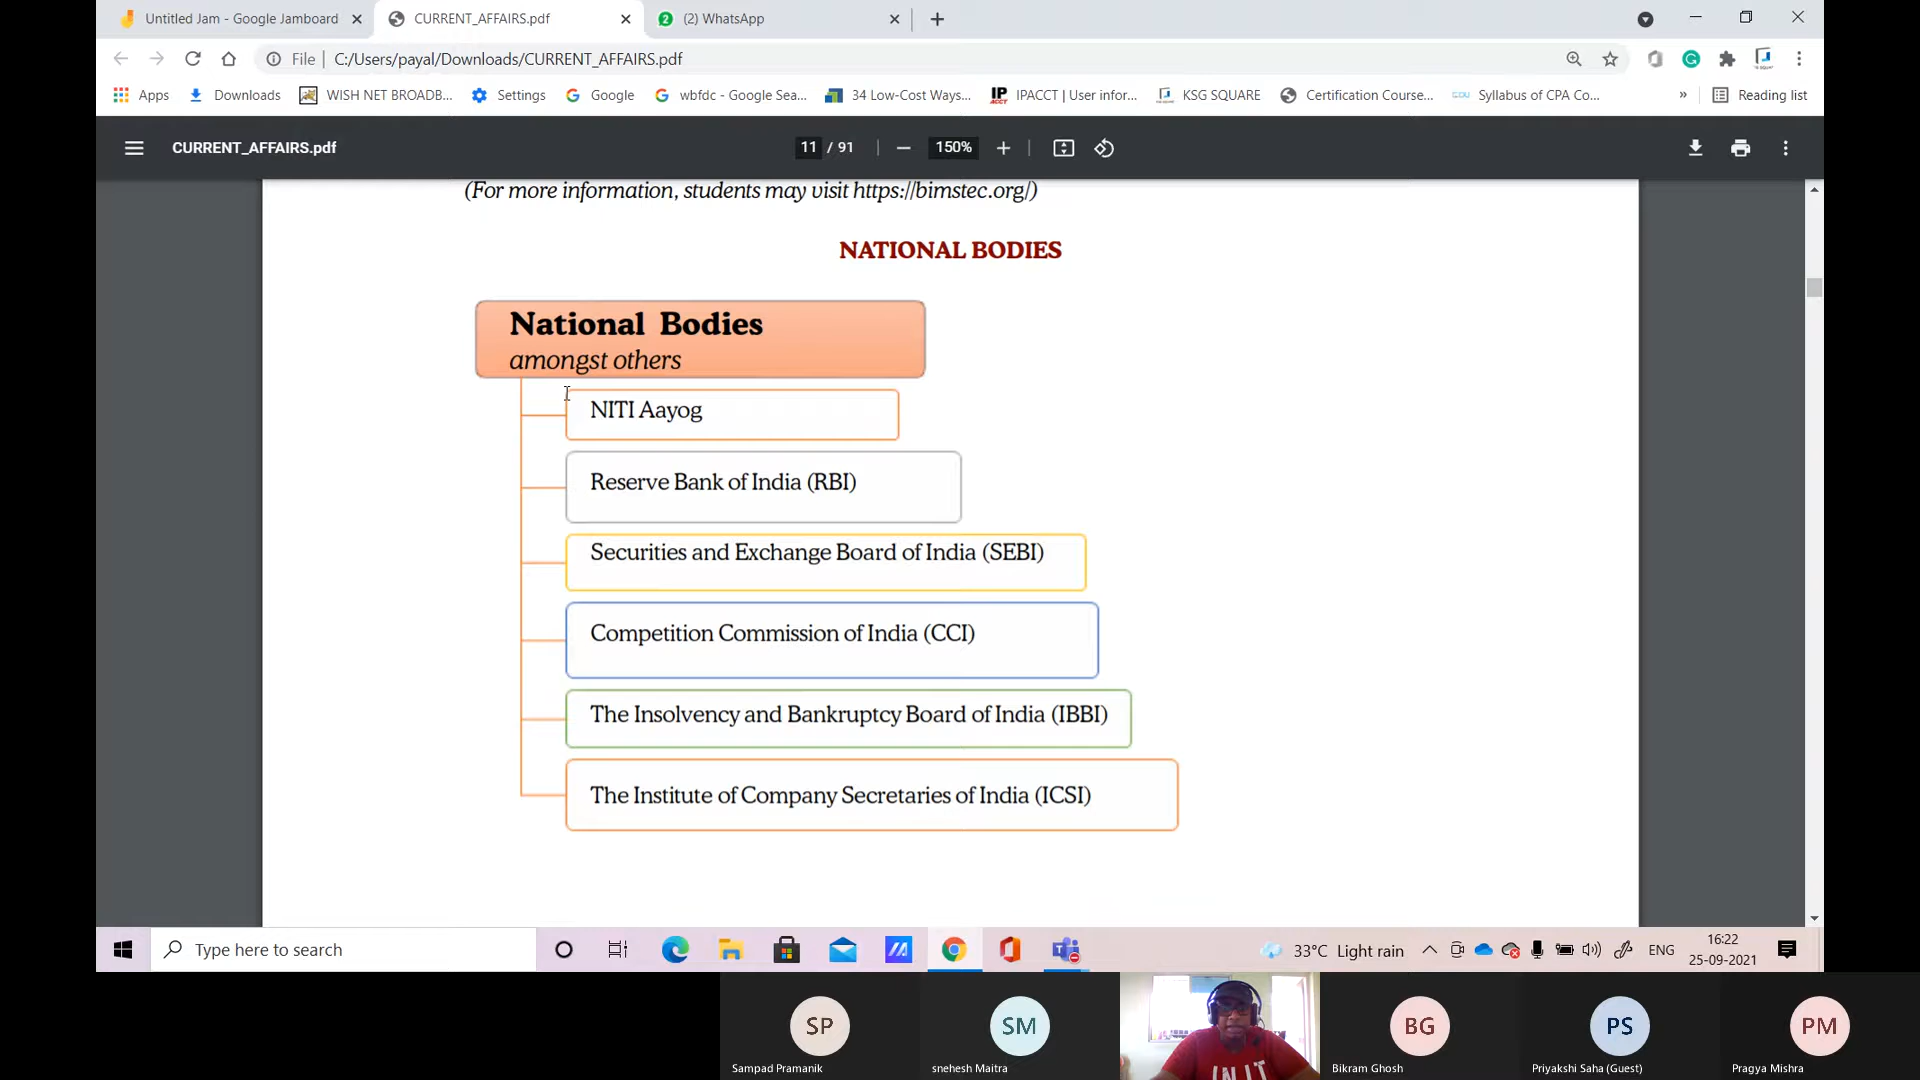 Untitled Jam - Google Jamboard
CURRENT_AFFAIRS.pdf
(2) WhatsApp
File
C:/Users/payal/Downloads/CURRENT_AFFAIRS.pdf
Apps
Downloads
WISH NET BROADB...
Settings
Google
wbfdc - Google Sea...
34 Low-Cost Ways...
IPACCT | User infor...
KSG SQUARE
Certification Course...
Syllabus of CPA Co...
»
Reading list
CURRENT_AFFAIRS.pdf
11 / 91
150%
(For more information, students may visit https://bimstec.org/)
NATIONAL BODIES
National Bodies
amongst others
NITI Aayog
Reserve Bank of India (RBI)
Securities and Exchange Board of India (SEBI)
Competition Commission of India (CCI)
The Insolvency and Bankruptcy Board of India (IBBI)
The Institute of Company Secretaries of India (ICSI)
Type here to search
33°C Light rain
ENG
16:22
25-09-2021
SP
SM
BG
PS
PM
Sampad Pramanik
snehesh Maitra
Bikram Ghosh
Priyakshi Saha (Guest)
Pragya Mishra